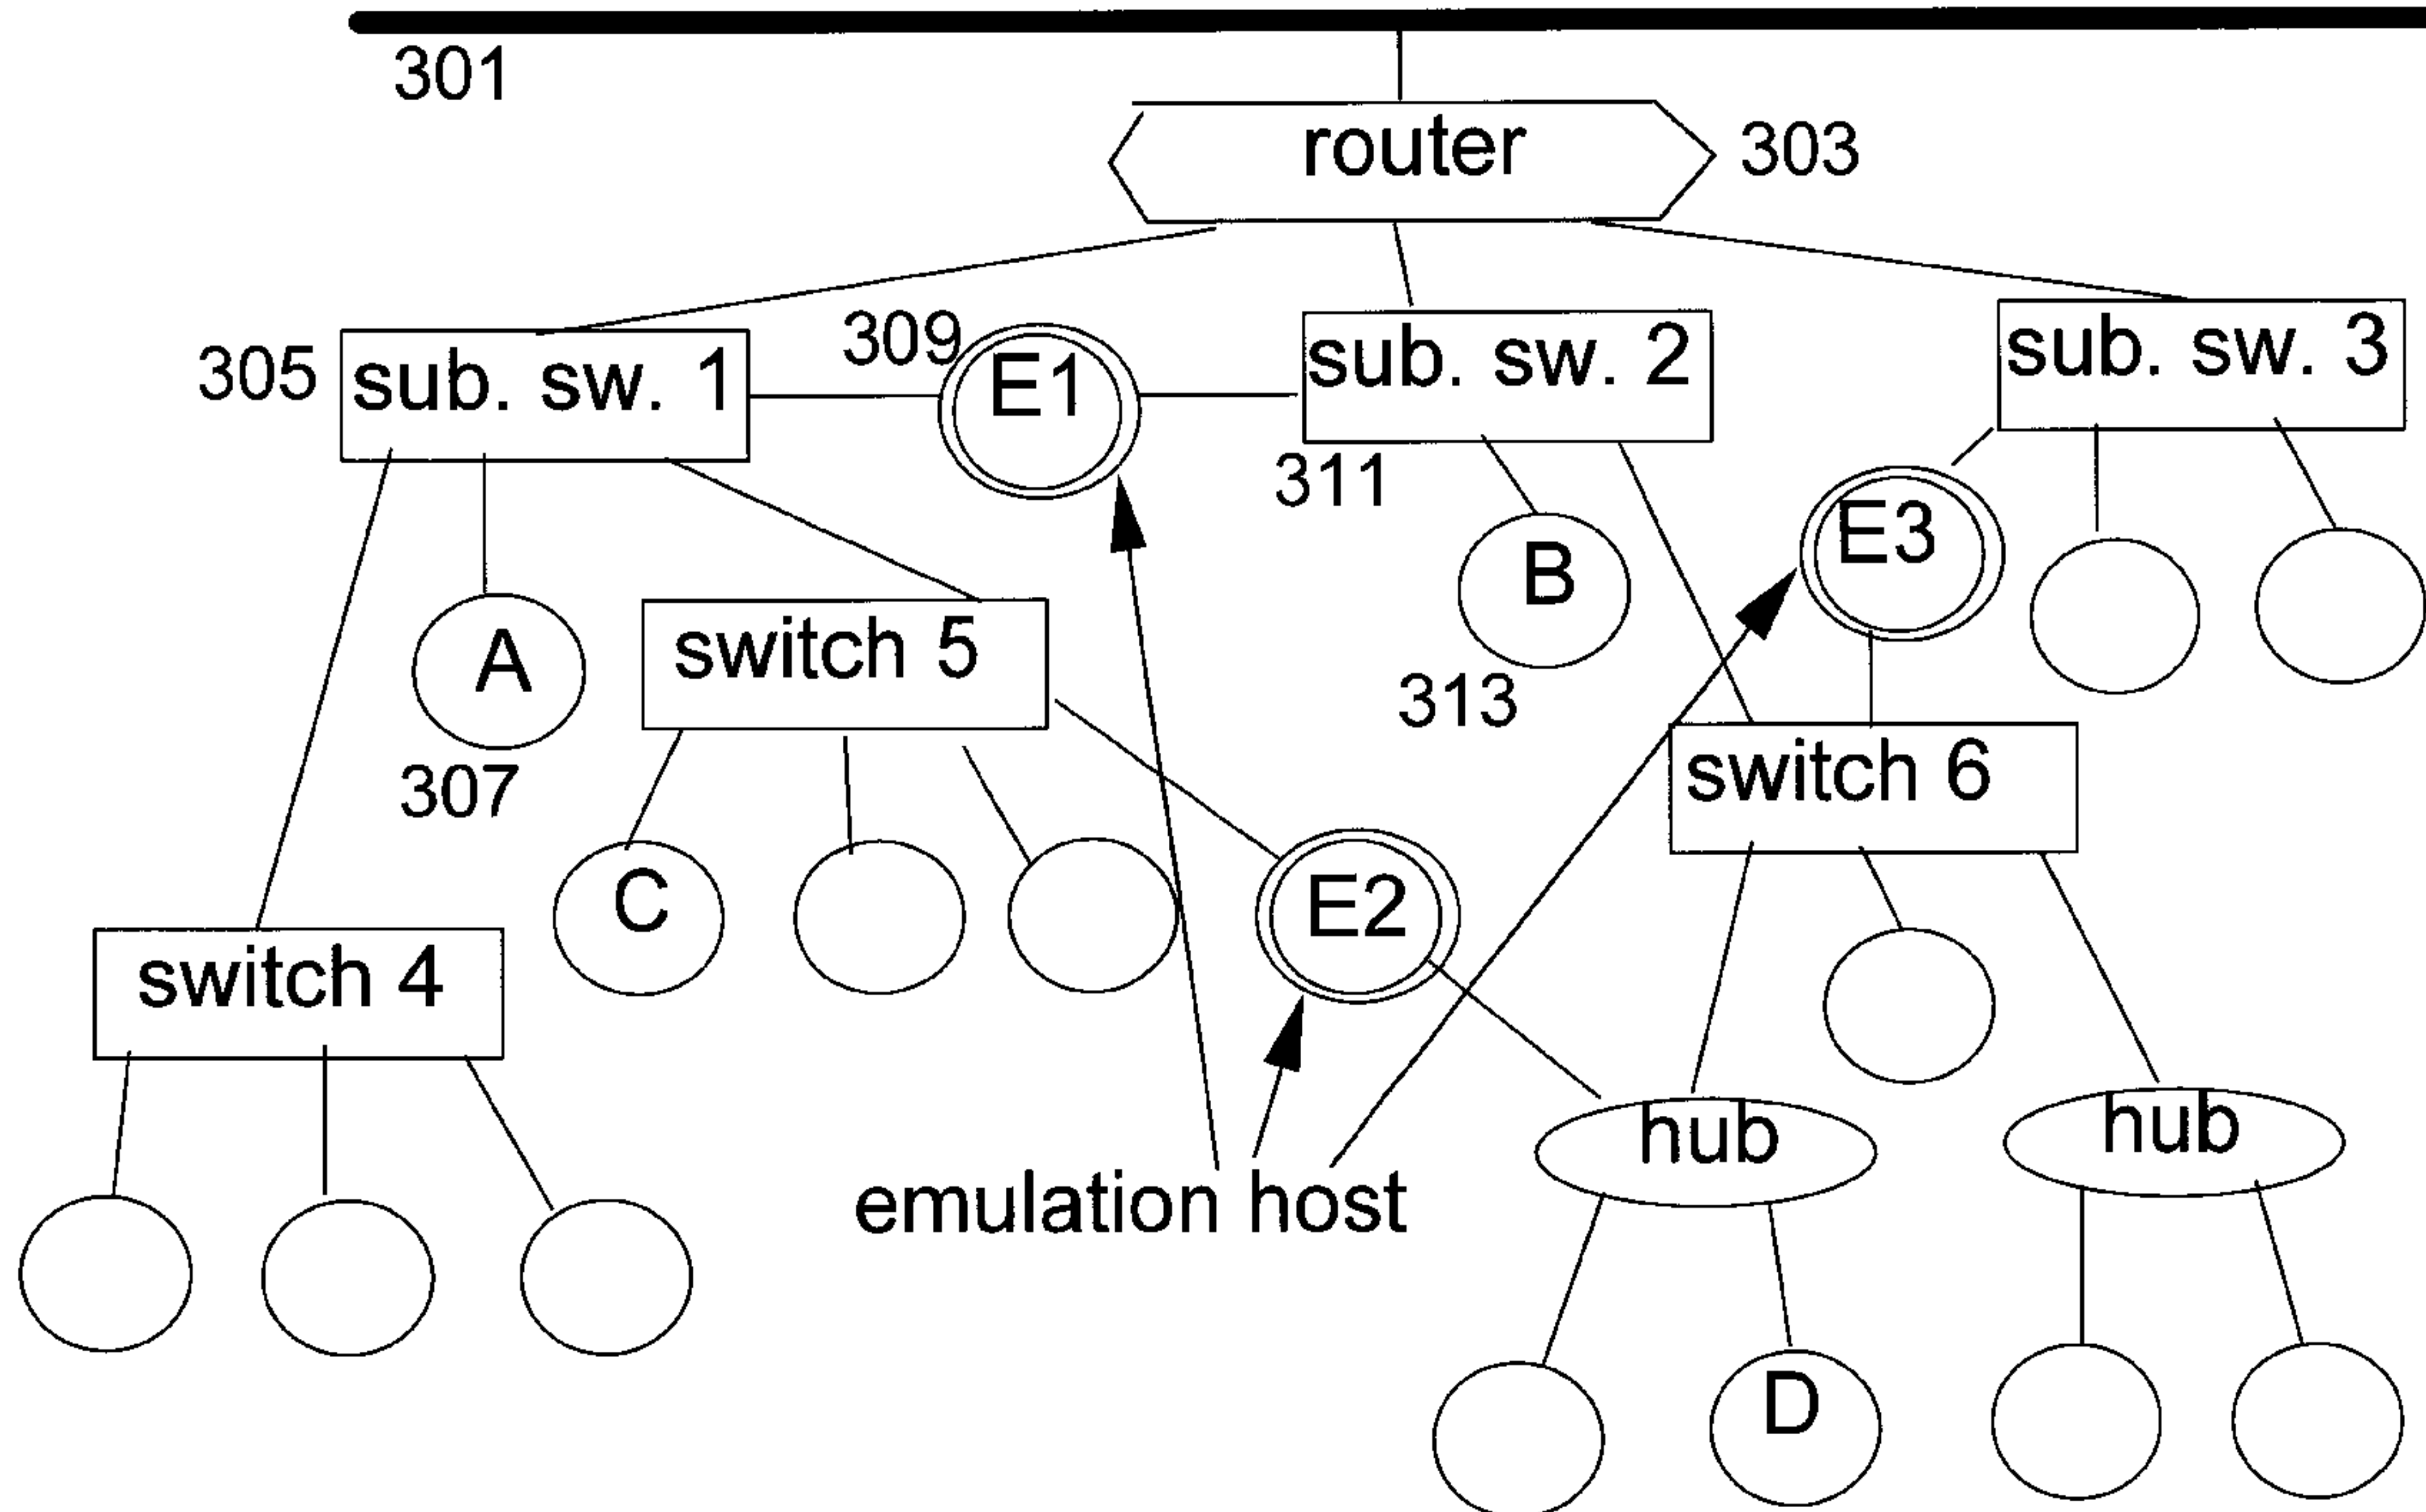 301
router
303
305
sub. sw. 1
309
E1
sub. sw. 2
sub. sw. 3
311
E3
B
A
switch 5
313
307
switch 6
C
E2
switch 4
emulation host
hub
hub
D